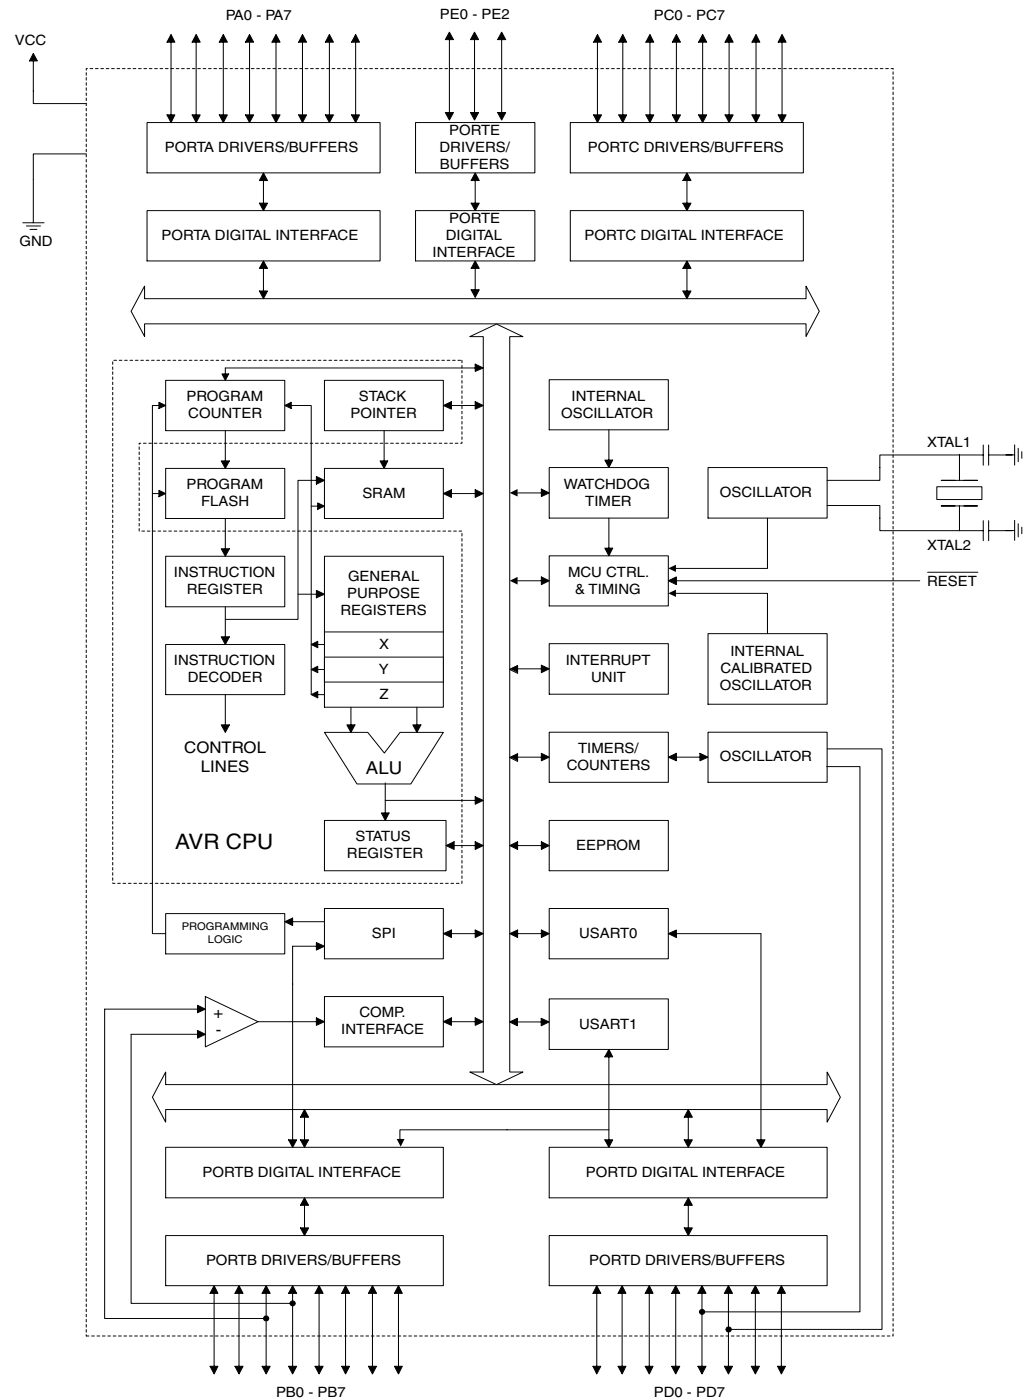 PA0 - PA7
PE0 - PE2
PC0 - PC7
VCC
PORTA DRIVERS/BUFFERS
PORTE
DRIVERS/
BUFFERS
PORTC DRIVERS/BUFFERS
GND
PORTA DIGITAL INTERFACE
PORTE
DIGITAL
INTERFACE
PORTC DIGITAL INTERFACE
PROGRAM
COUNTER
STACK
POINTER
INTERNAL
OSCILLATOR
XTAL1
PROGRAM
FLASH
SRAM
WATCHDOG
TIMER
OSCILLATOR
XTAL2
INSTRUCTION
REGISTER
GENERAL
PURPOSE
REGISTERS
MCU CTRL.
& TIMING
RESET
X
Y
Z
INSTRUCTION
DECODER
INTERRUPT
UNIT
INTERNAL
CALIBRATED
OSCILLATOR
CONTROL
LINES
ALU
TIMERS/
COUNTERS
OSCILLATOR
AVR CPU
STATUS
REGISTER
EEPROM
PROGRAMMING
LOGIC
SPI
USART0
+
-
COMP.
INTERFACE
USART1
PORTB DIGITAL INTERFACE
PORTD DIGITAL INTERFACE
PORTB DRIVERS/BUFFERS
PORTD DRIVERS/BUFFERS
PB0 - PB7
PD0 - PD7